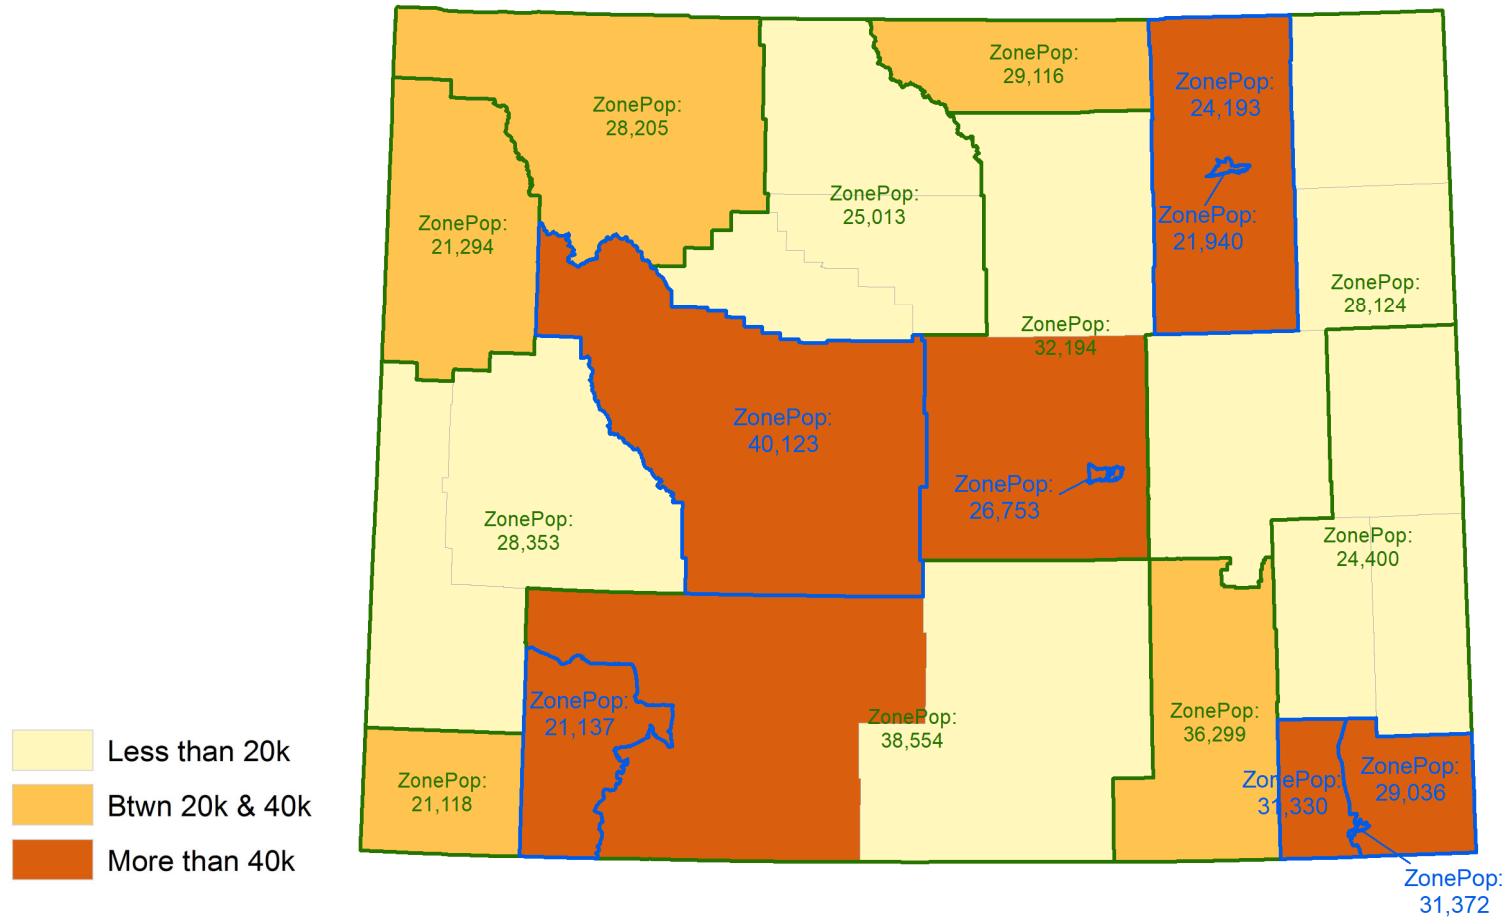 ZonePop:
29,116
ZonePop:
24,193
ZonePop:
28,205
ZonePop:
25,013
ZonePop:
21,940
ZonePop:
21,294
ZonePop:
28,124
ZonePop:
32,194
ZonePop:
40,123
ZonePop:
26,753
ZonePop:
28,353
ZonePop:
24,400
ZonePop:
21,137
ZonePop:
38,554
ZonePop:
36,299
ZonePop:
21,118
ZonePop:
31,330
ZonePop:
29,036
ZonePop:
31,372
Less than 20k
Btwn 20k & 40k
More than 40k